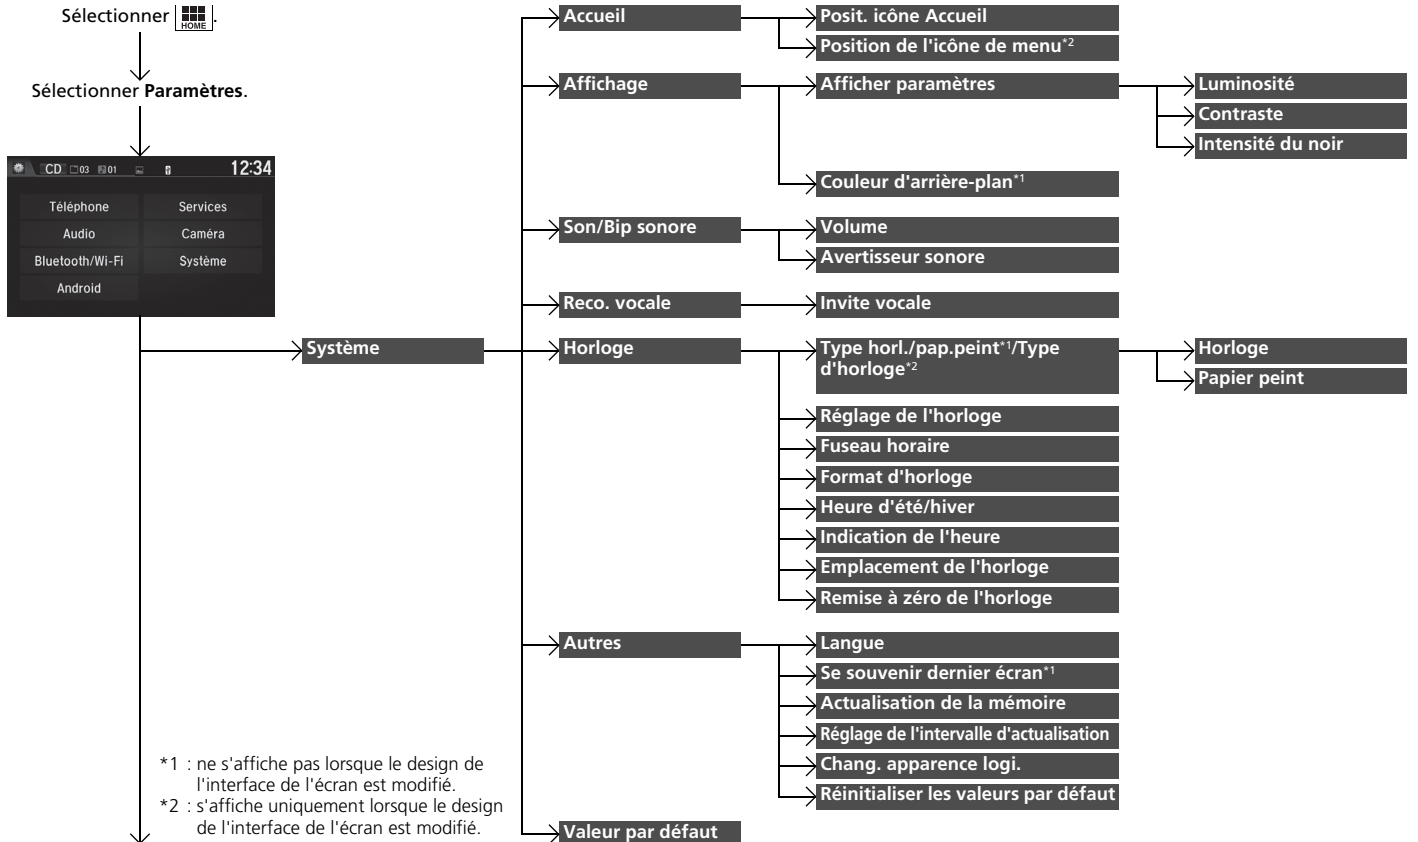 Sélectionner HOME.
Sélectionner Paramètres.
CD 03 01 12:34
Téléphone Services
Audio Caméra
Bluetooth/Wi-Fi Système
Android
Système
Accueil
Posit. icône Accueil
Position de l'icône de menu*2
Affichage
Afficher paramètres
Luminosité
Contraste
Intensité du noir
Couleur d'arrière-plan*1
Son/Bip sonore
Volume
Avertisseur sonore
Reco. vocale
Invite vocale
Horloge
Type horl./pap.peint*1/Type
d'horloge*2
Horloge
Papier peint
Réglage de l'horloge
Fuseau horaire
Format d'horloge
Heure d'été/hiver
Indication de l'heure
Emplacement de l'horloge
Remise à zéro de l'horloge
Autres
Langue
Se souvenir dernier écran*1
Actualisation de la mémoire
Réglage de l'intervalle d'actualisation
Chang. apparence logi.
Réinitialiser les valeurs par défaut
Valeur par défaut
*1 : ne s'affiche pas lorsque le design de
l'interface de l'écran est modifié.
*2 : s'affiche uniquement lorsque le design
de l'interface de l'écran est modifié.